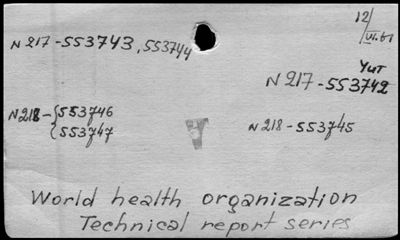 12/VI.61
N 217 - 553743, 553744
Чит
N 217 - 553742
N 218 - {553746
{553747
N 218 - 553745
World health organization
Technical report series